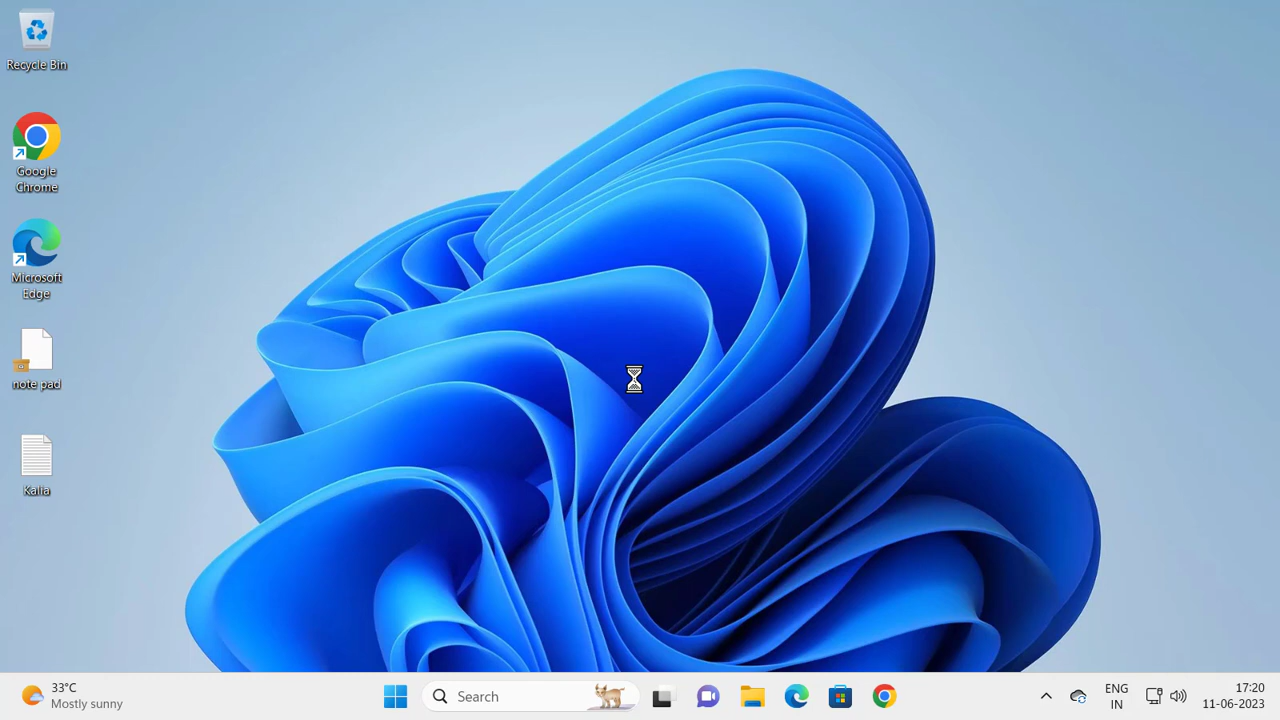 Recycle Bin
Google
Chrome
Microsoft
Edge
note pad
Kalia
33°C
Mostly sunny
Search
ENG
IN
17:20
11-06-2023